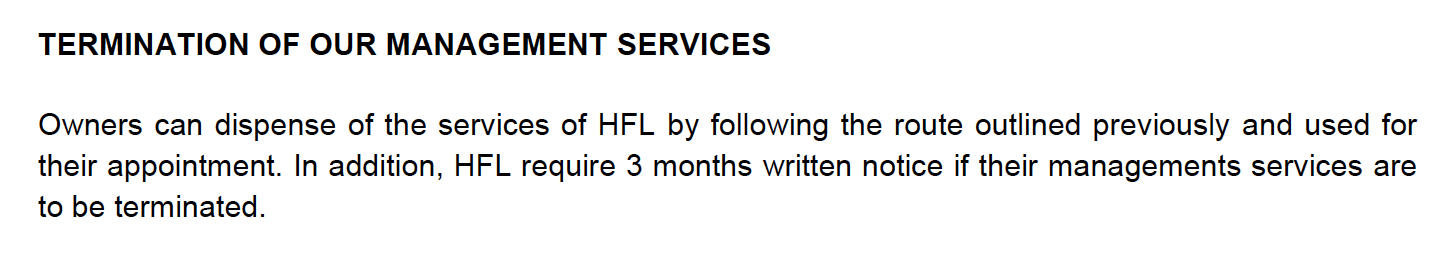 TERMINATION OF OUR MANAGEMENT SERVICES
Owners can dispense of the services of HFL by following the route outlined previously and used for
their appointment. In addition, HFL require 3 months written notice if their managements services are
to be terminated.